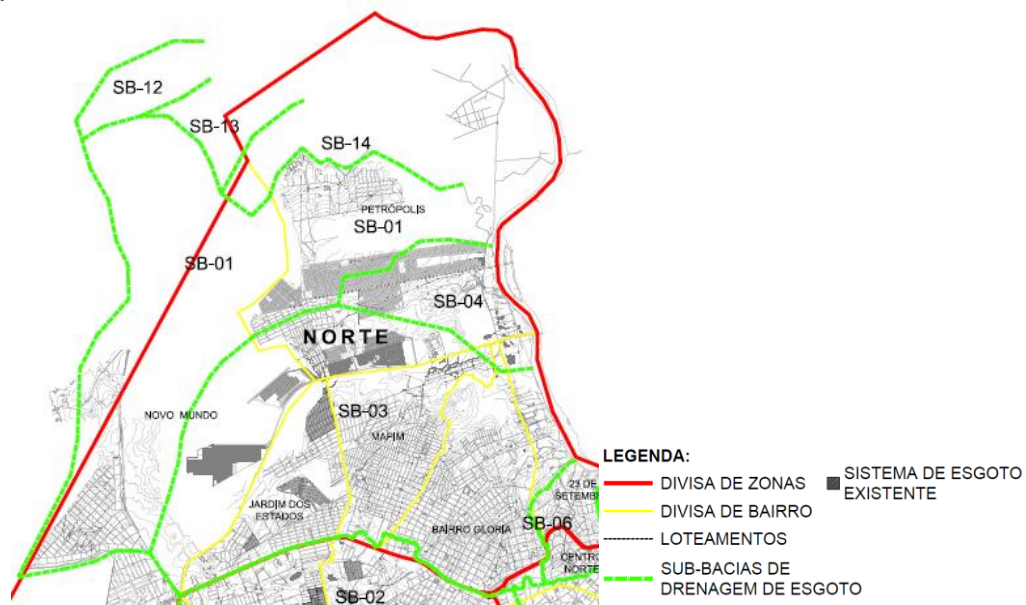 SB-12
SB-13
SB-14
PETRÓPOLIS
SB-01
SB-01
SB-04
NORTE
NOVO MUNDO
SB-03
MAPIM
JARDIM DOS
ESTADOS
BAIRRO GLORIA
23 DE
SETEMBR
SB-06
CENTRO
NORTE
SB-02
LEGENDA:
DIVISA DE ZONAS
DIVISA DE BAIRRO
LOTEAMENTOS
SUB-BACIAS DE
DRENAGEM DE ESGOTO
SISTEMA DE ESGOTO
EXISTENTE